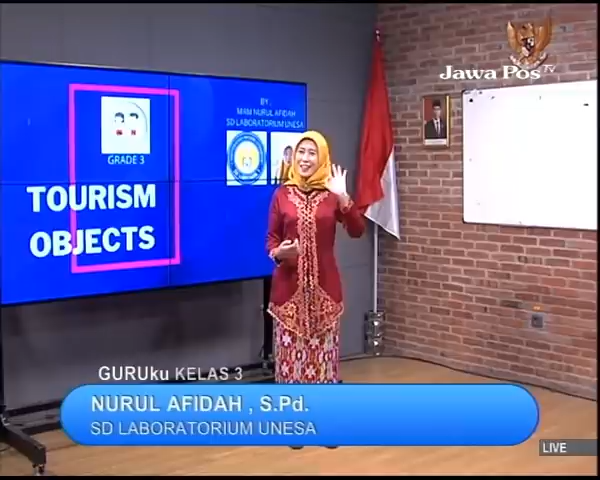 Jawa Pos TV
BY :
MAM NURUL AFIDAH
SD LABORATORIUM UNESA
GRADE 3
TOURISM
OBJECTS
GURUku KELAS 3
NURUL AFIDAH , S.Pd.
SD LABORATORIUM UNESA
LIVE